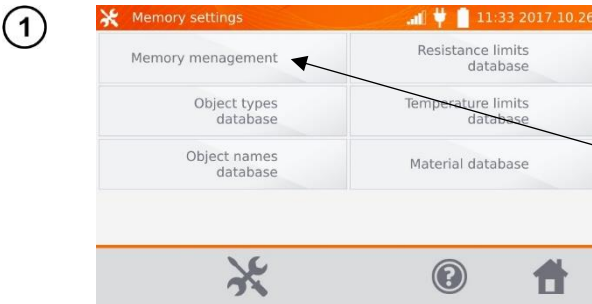 1
Memory settings 11:33 2017.10.26
Memory menagement
Resistance limits
database
Object types
database
Temperature limits
database
Object names
database
Material database
?